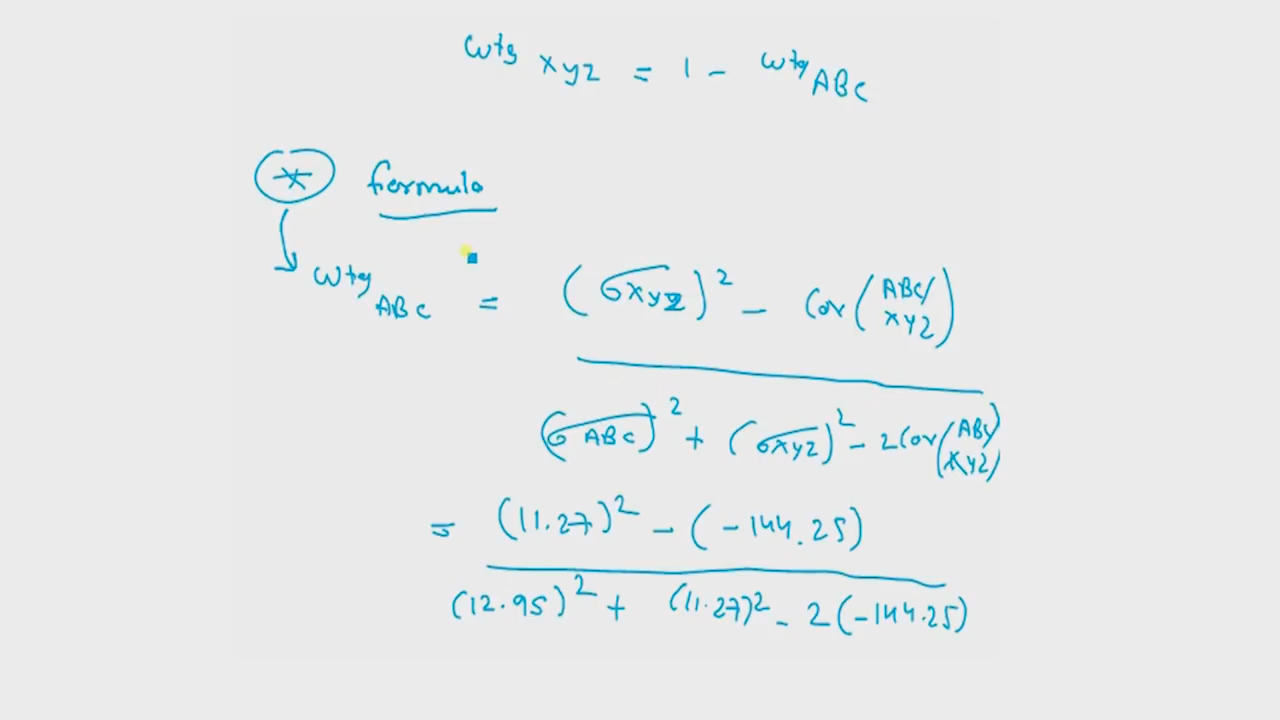 wtg XYZ = 1 - wtg ABC
* formula
wtg ABC = (σXYZ)² - Cov(ABC/XYZ)
(σABC)² + (σXYZ)² - 2Cov(ABC/XYZ)
= (11.27)² - (-144.25)
(12.95)² + (11.27)² - 2(-144.25)